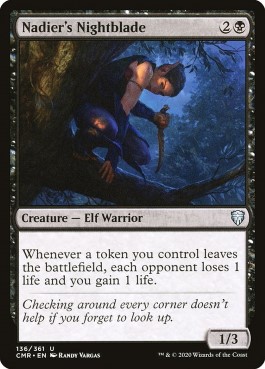 Nadier's Nightblade 2
Creature — Elf Warrior
Whenever a token you control leaves
the battlefield, each opponent loses 1
life and you gain 1 life.
Checking around every corner doesn't
help if you forget to look up.
1/3
136/361 U
CMR • EN RANDY VARGAS
™ & © 2020 Wizards of the Coast